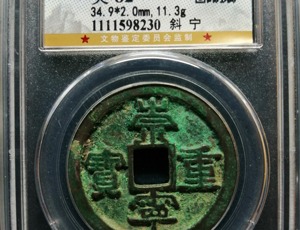 34.9*2.0mm,11.3g
1111598230 斜宁
★ 文物鉴定委员会监制 ★
崇
寳 重
寧